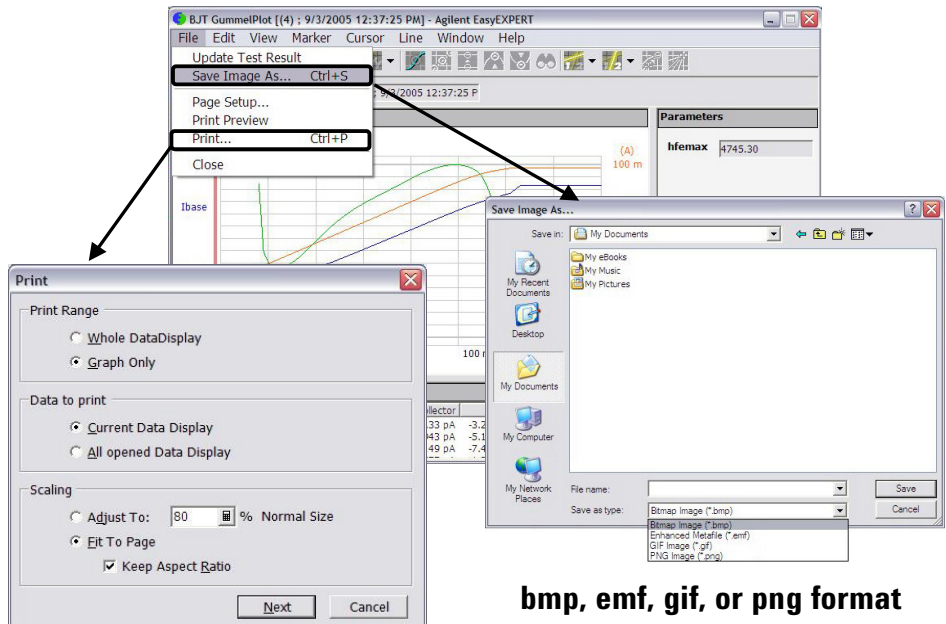 BJT GummelPlot [(4) ; 9/3/2005 12:37:25 PM] - Agilent EasyEXPERT
File Edit View Marker Cursor Line Window Help
Update Test Result
Save Image As... Ctrl+S
Page Setup...
Print Preview
Print... Ctrl+P
Close
; 9/3/2005 12:37:25 P
Parameters
hfemax 4745.30
(A)
100 m
Ibase
Save Image As...
Save in: My Documents
My eBooks
My Music
My Pictures
My Recent
Documents
Desktop
My Documents
My Computer
My Network
Places
File name:
Save
Save as type: Bitmap Image (*.bmp)
Cancel
Bitmap Image (*.bmp)
Enhanced Metafile (*.emf)
GIF Image (*.gif)
PNG Image (*.png)
Print
Print Range
Whole DataDisplay
Graph Only
Data to print
Current Data Display
All opened Data Display
Scaling
Adjust To: 80 % Normal Size
Fit To Page
Keep Aspect Ratio
Next Cancel
100
.33 pA -3.2
43 pA -5.1
49 pA -7.4
bmp, emf, gif, or png format